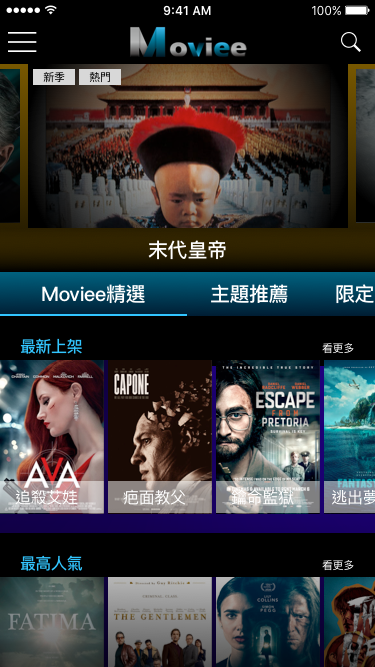 9:41 AM
100%
Moviee
新季 熱門
末代皇帝
Moviee精選 主題推薦 限定
最新上架 看更多
AVA
追殺艾娃
CAPONE
疤面教父
THE INCREDIBLE TRUE STORY
ESCAPE
FROM
PRETORIA
命監獄
逃出夢
最高人氣 看更多
FATIMA
THE GENTLEMEN